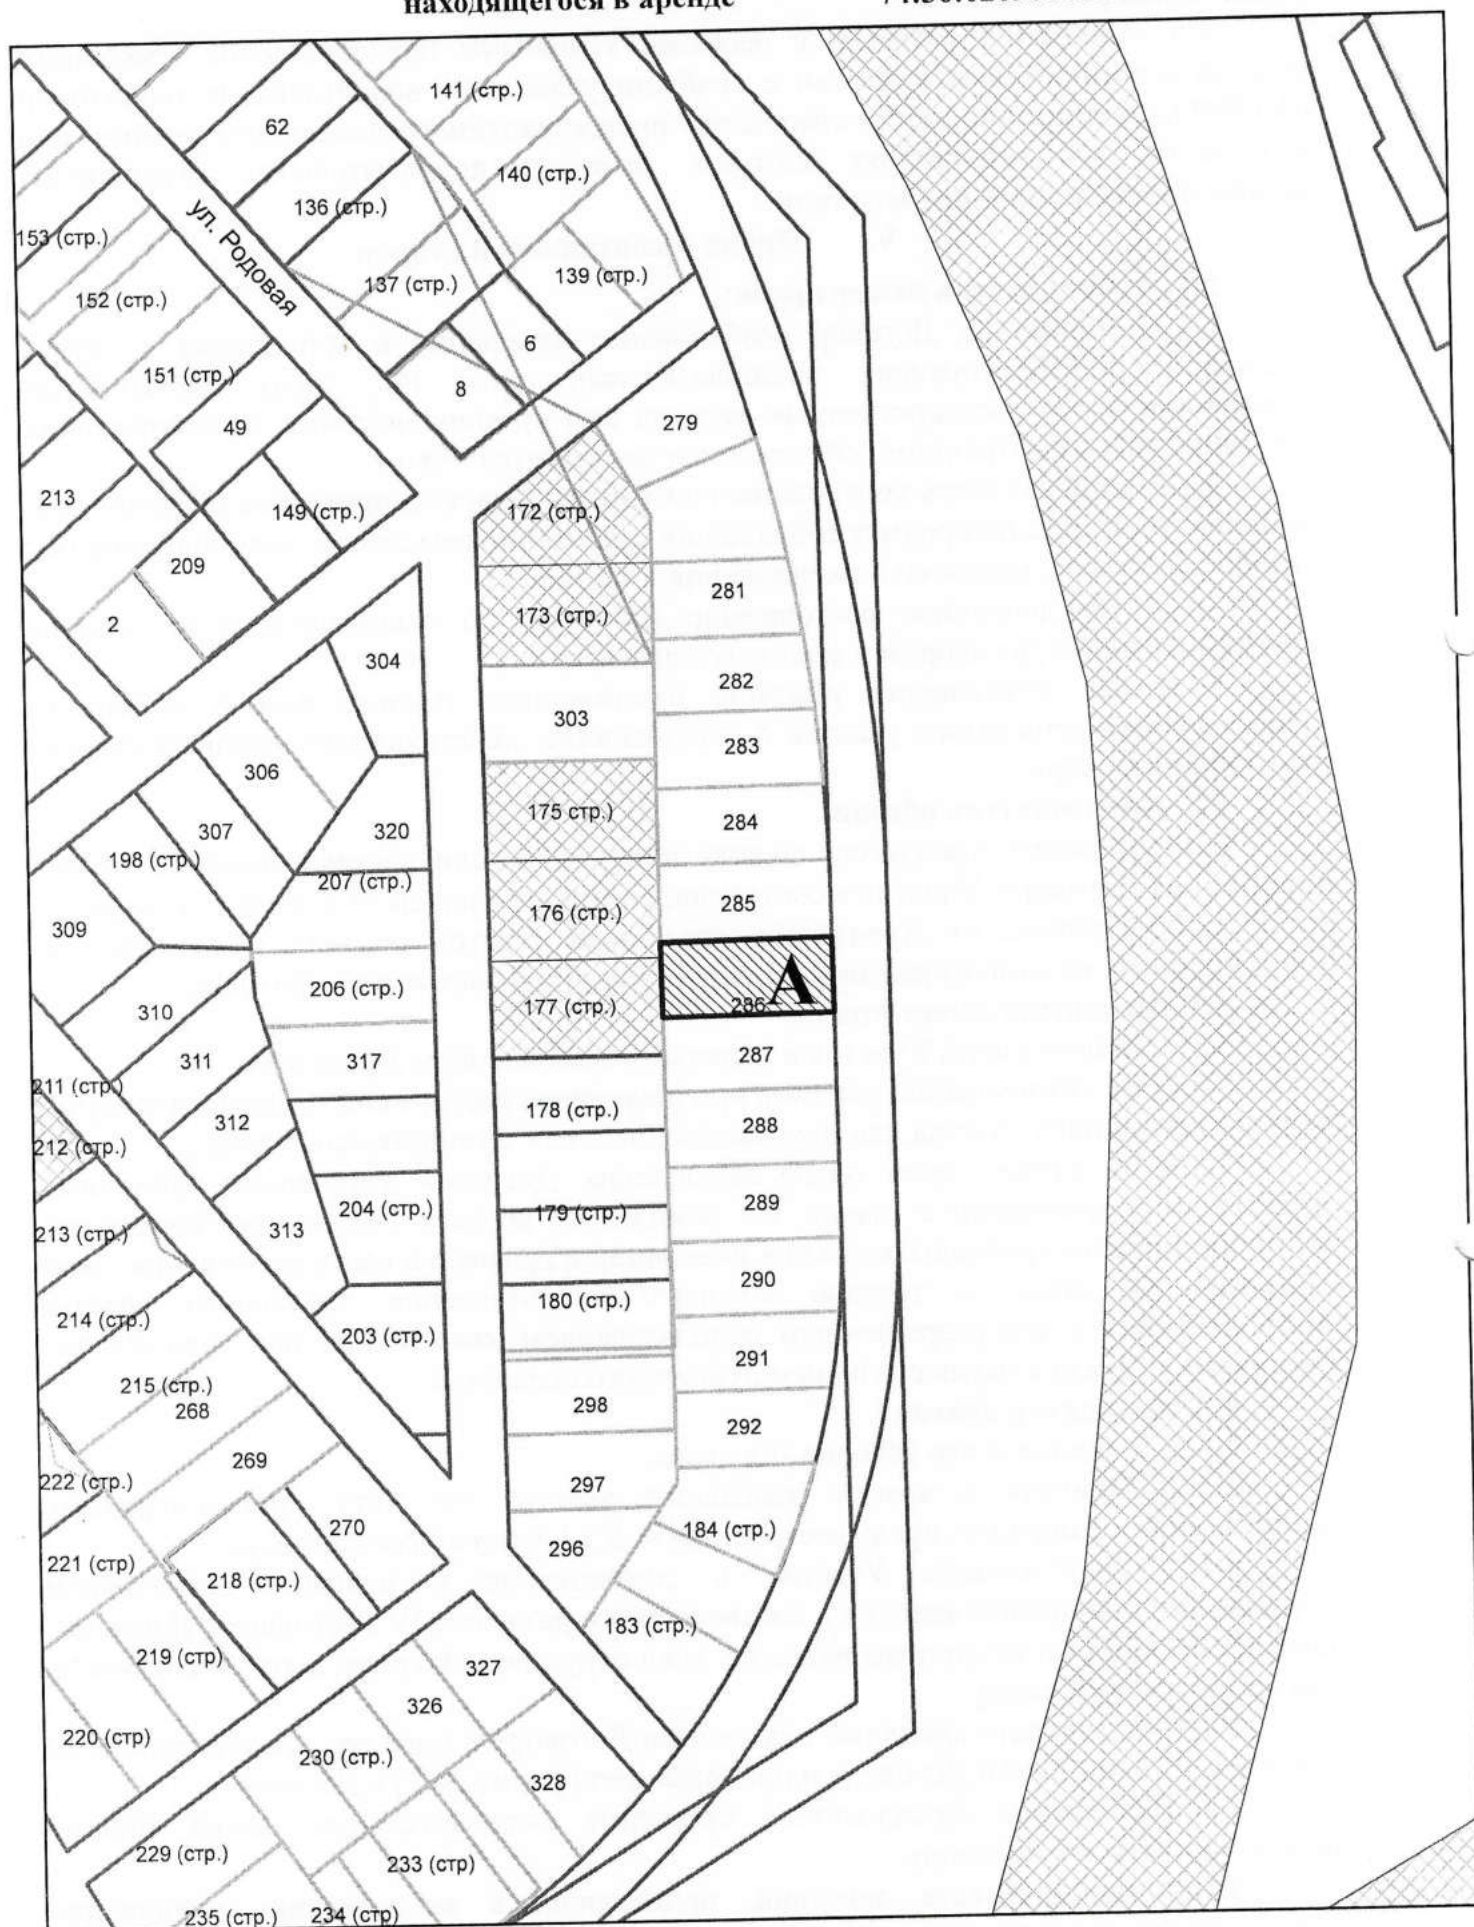 находящегося в аренде
141 (стр.)
62
140 (стр.)
136 (стр.)
ул. Родовая
153 (стр.)
139 (стр.)
137 (стр.)
152 (стр.)
6
151 (стр.)
8
279
49
213
172 (стр.)
149 (стр.)
209
281
173 (стр.)
2
304
282
303
283
306
175 стр.)
284
307
320
198 (стр.)
207 (стр.)
285
176 (стр.)
309
А
206 (стр.)
286
177 (стр.)
310
287
317
311
211 (стр.)
178 (стр.)
288
312
212 (стр.)
289
204 (стр.)
179 (стр.)
313
213 (стр.)
290
180 (стр.)
214 (стр.)
203 (стр.)
291
215 (стр.)
298
268
292
269
222 (стр.)
297
270
184 (стр.)
296
221 (стр)
218 (стр.)
183 (стр.)
219 (стр)
327
326
220 (стр)
230 (стр.)
328
229 (стр.)
233 (стр)
235 (стр.)
234 (стр)